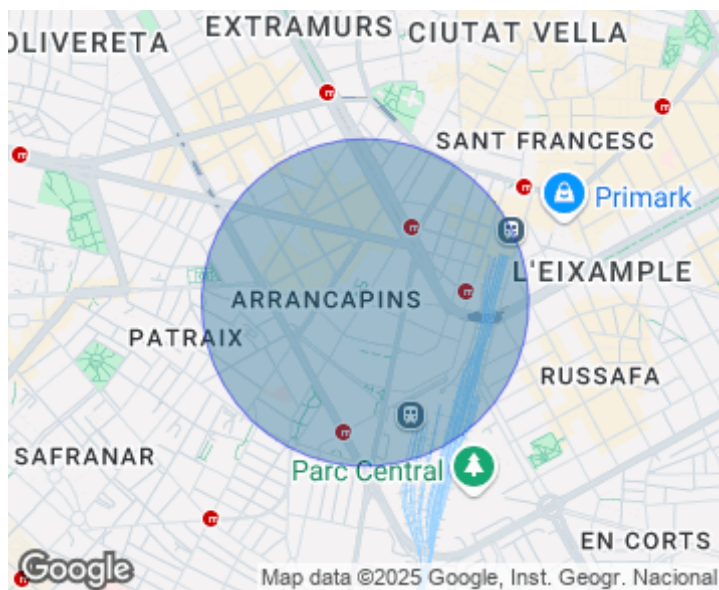 OLIVERETA
EXTRAMURS
CIUTAT VELLA
SANT FRANCESC
Primark
L'EIXAMPLE
ARRANCAPINS
PATRAIX
RUSSAFA
SAFRANAR
Parc Central
EN CORTS
Google
Map data ©2025 Google, Inst. Geogr. Nacional